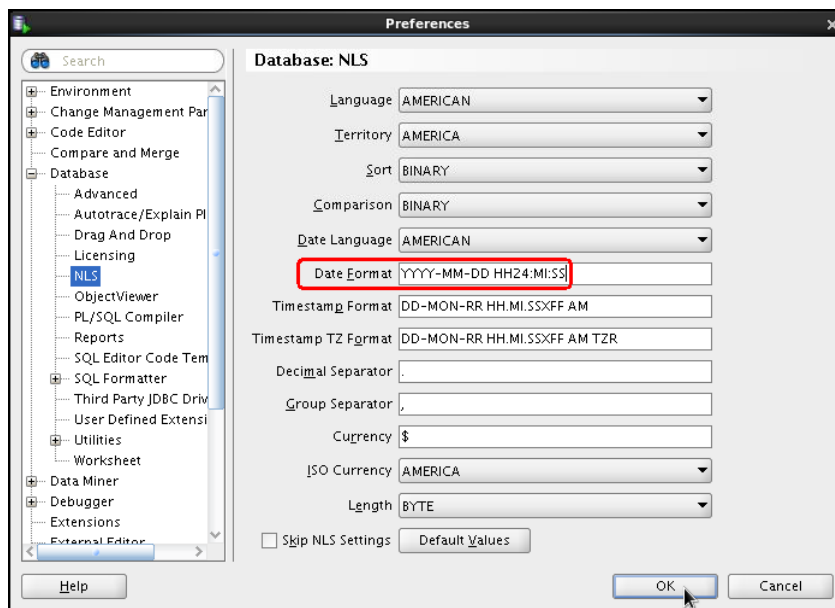 Preferences
Search
Environment
Change Management Par
Code Editor
Compare and Merge
Database
Advanced
Autotrace/Explain Pl
Drag And Drop
Licensing
NLS
ObjectViewer
PL/SQL Compiler
Reports
SQL Editor Code Tem
SQL Formatter
Third Party JDBC Driv
User Defined Extensi
Utilities
Worksheet
Data Miner
Debugger
Extensions
External Editor
Database: NLS
Language AMERICAN
Territory AMERICA
Sort BINARY
Comparison BINARY
Date Language AMERICAN
Date Format YYYY-MM-DD HH24:MI:SS
Timestamp Format DD-MON-RR HH.MI.SSXFF AM
Timestamp TZ Format DD-MON-RR HH.MI.SSXFF AM TZR
Decimal Separator .
Group Separator ,
Currency $
ISO Currency AMERICA
Length BYTE
Skip NLS Settings Default Values
Help OK Cancel